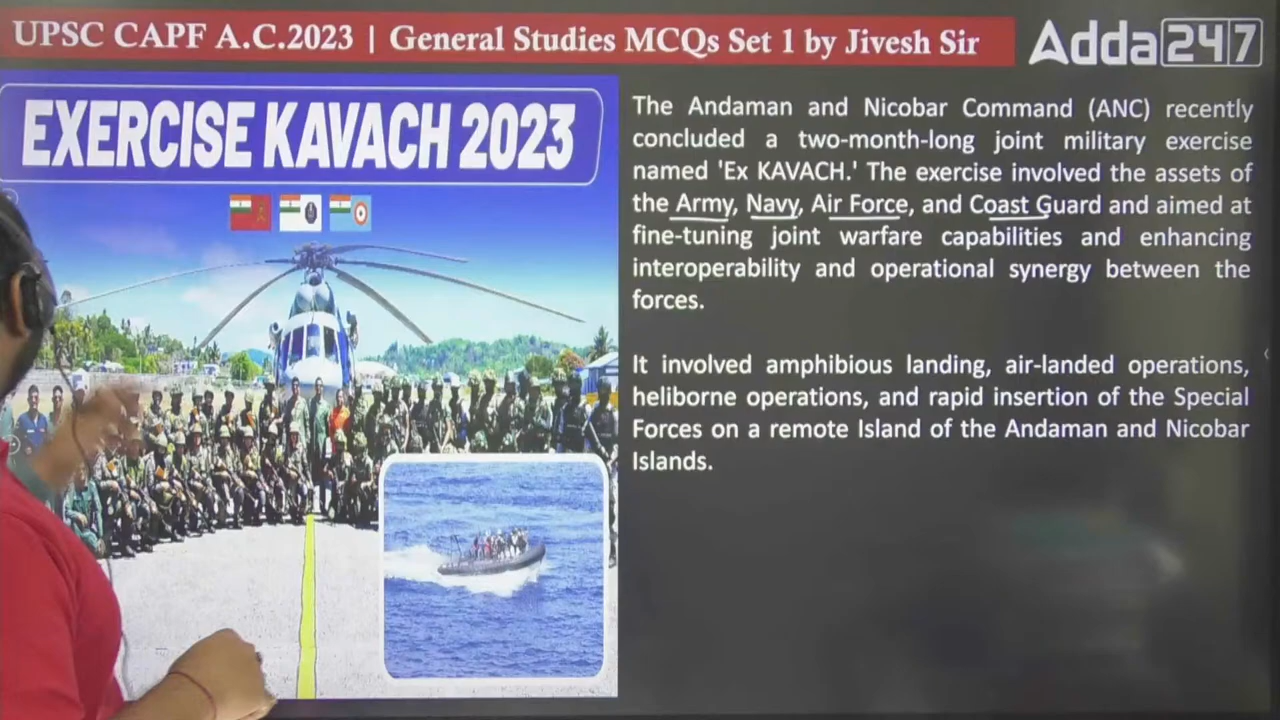 UPSC CAPF A.C.2023 | General Studies MCQs Set 1 by Jivesh Sir
Adda247
EXERCISE KAVACH 2023
The Andaman and Nicobar Command (ANC) recently
concluded a two-month-long joint military exercise
named 'Ex KAVACH.' The exercise involved the assets of
the Army, Navy, Air Force, and Coast Guard and aimed at
fine-tuning joint warfare capabilities and enhancing
interoperability and operational synergy between the
forces.
It involved amphibious landing, air-landed operations,
heliborne operations, and rapid insertion of the Special
Forces on a remote Island of the Andaman and Nicobar
Islands.